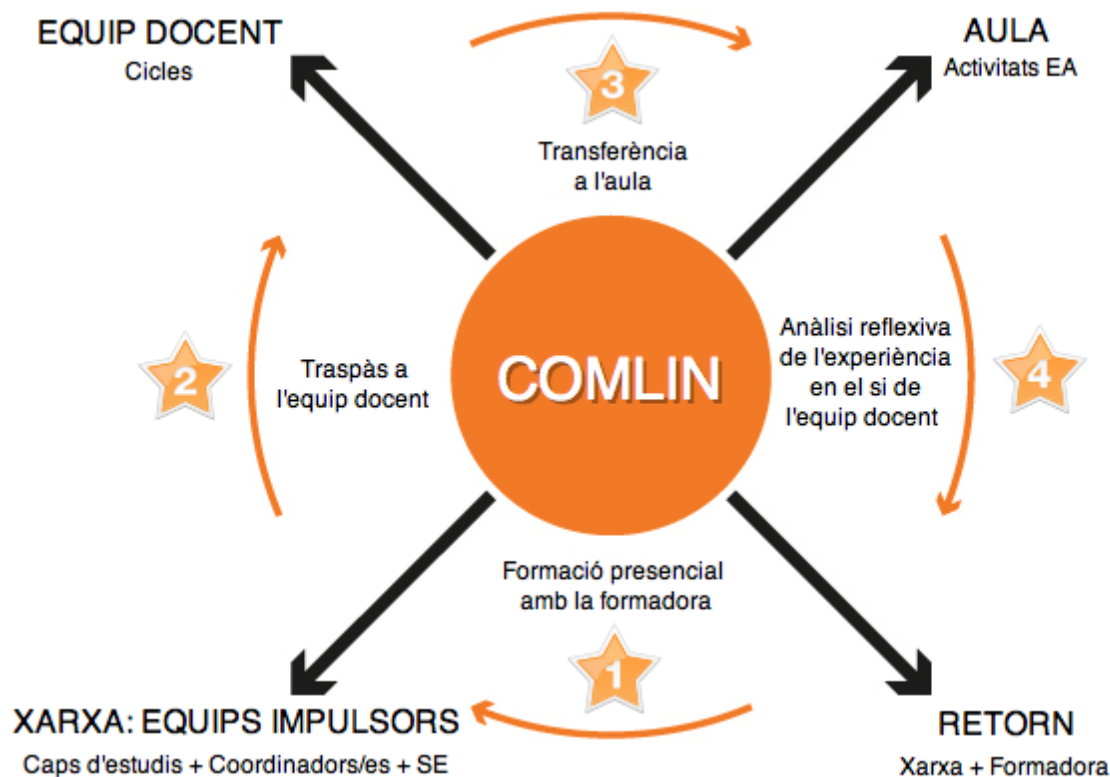 EQUIP DOCENT
Cicles
AULA
Activitats EA
3
Transferència
a l'aula
2
Traspàs a
l'equip docent
COMLIN
Anàlisi reflexiva
de l'experiència
en el si de
l'equip docent
4
Formació presencial
amb la formadora
1
XARXA: EQUIPS IMPULSORS
Caps d'estudis + Coordinadors/es + SE
RETORN
Xarxa + Formadora